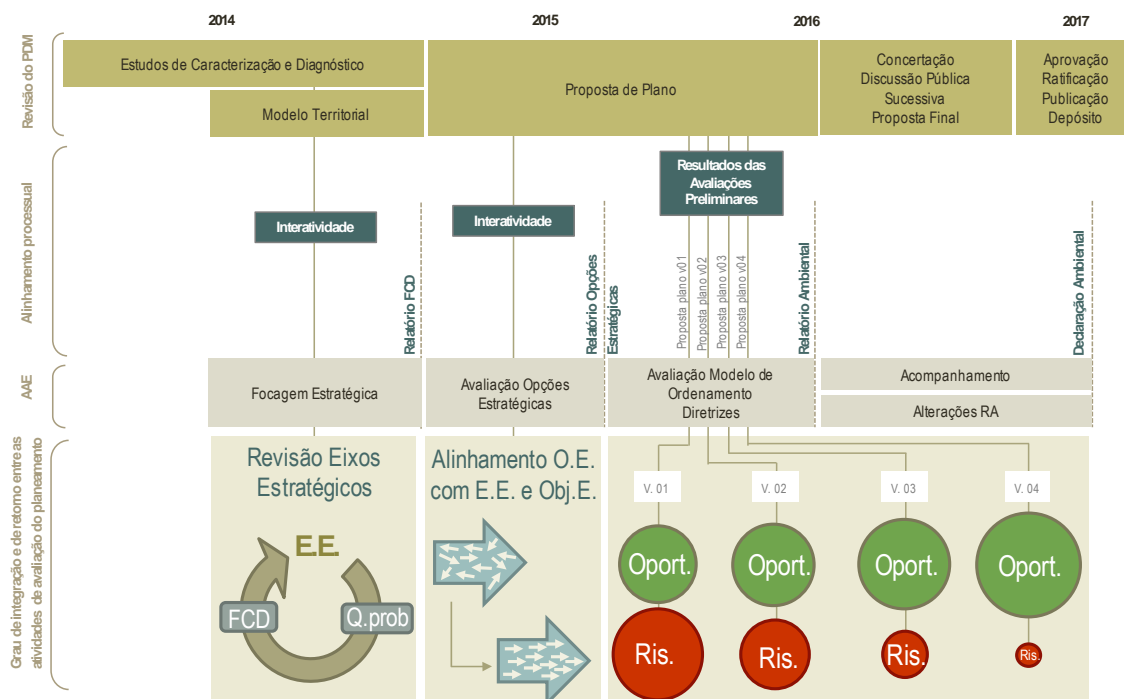 2014
2015
2016
2017
Revisão do PDM
Estudos de Caracterização e Diagnóstico
Modelo Territorial
Proposta de Plano
Concertação
Discussão Pública
Sucessiva
Proposta Final
Aprovação
Ratificação
Publicação
Depósito
Alinhamento processual
Interatividade
Interatividade
Resultados das
Avaliações
Preliminares
Relatório FCD
Relatório Opções
Estratégicas
Proposta plano v01
Proposta plano v02
Proposta plano v03
Proposta plano v04
Relatório Ambiental
Declaração Ambiental
AAE
Focagem Estratégica
Avaliação Opções
Estratégicas
Avaliação Modelo de
Ordenamento
Diretrizes
Acompanhamento
Alterações RA
Grau de integração e de retorno entre as
atividades de avaliação do planeamento
Revisão Eixos
Estratégicos
E.E.
FCD
Q.prob
Alinhamento O.E.
com E.E. e Obj.E.
V. 01
V. 02
V. 03
V. 04
Oport.
Oport.
Oport.
Oport.
Ris.
Ris.
Ris.
Ris.